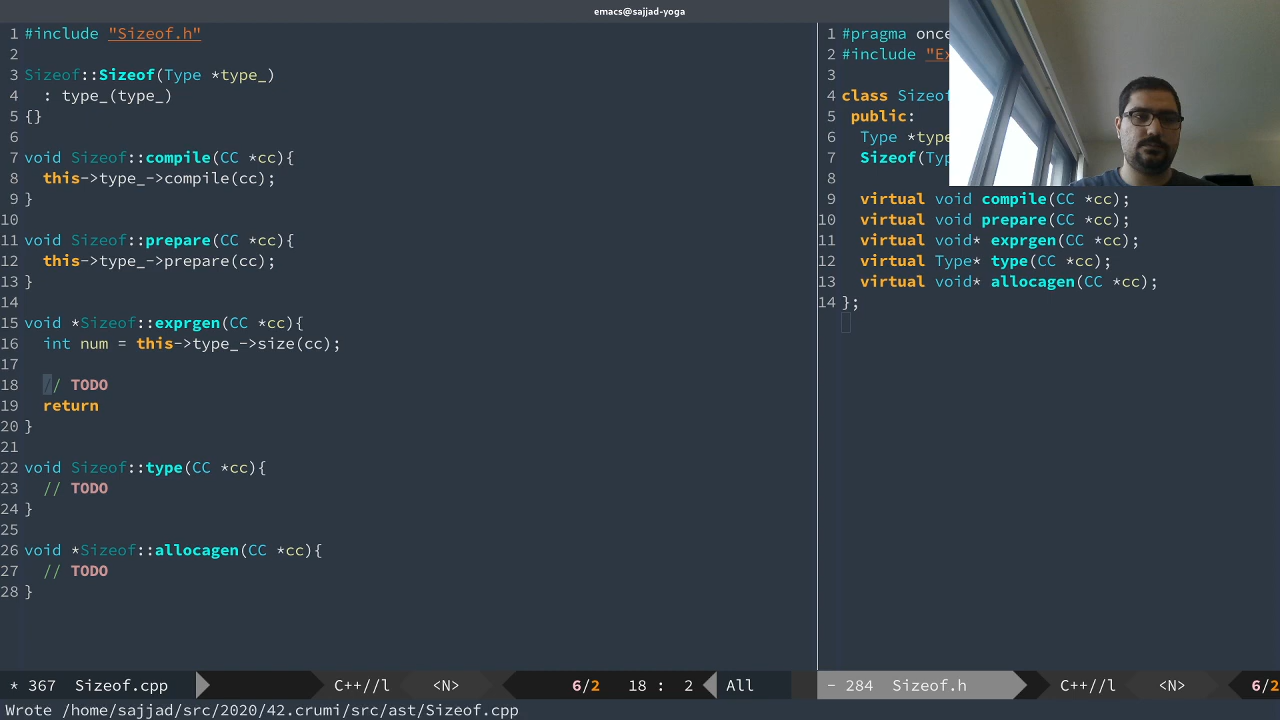 emacs@sajjad-yoga
1 #include "Sizeof.h"
2
3 Sizeof::Sizeof(Type *type_)
4   : type_(type_)
5 {}
6
7 void Sizeof::compile(CC *cc){
8   this->type_->compile(cc);
9 }
10
11 void Sizeof::prepare(CC *cc){
12   this->type_->prepare(cc);
13 }
14
15 void *Sizeof::exprgen(CC *cc){
16   int num = this->type_->size(cc);
17
18   // TODO
19   return
20 }
21
22 void Sizeof::type(CC *cc){
23   // TODO
24 }
25
26 void *Sizeof::allocagen(CC *cc){
27   // TODO
28 }
* 367 Sizeof.cpp C++//l <N> 6/2 18 : 2 All
1 #pragma once
2 #include "Ex
3
4 class Sizeof
5  public:
6   Type *type
7   Sizeof(Typ
8
9   virtual void compile(CC *cc);
10   virtual void prepare(CC *cc);
11   virtual void* exprgen(CC *cc);
12   virtual Type* type(CC *cc);
13   virtual void* allocagen(CC *cc);
14 };
- 284 Sizeof.h C++//l <N> 6/2
Wrote /home/sajjad/src/2020/42.crumi/src/ast/Sizeof.cpp